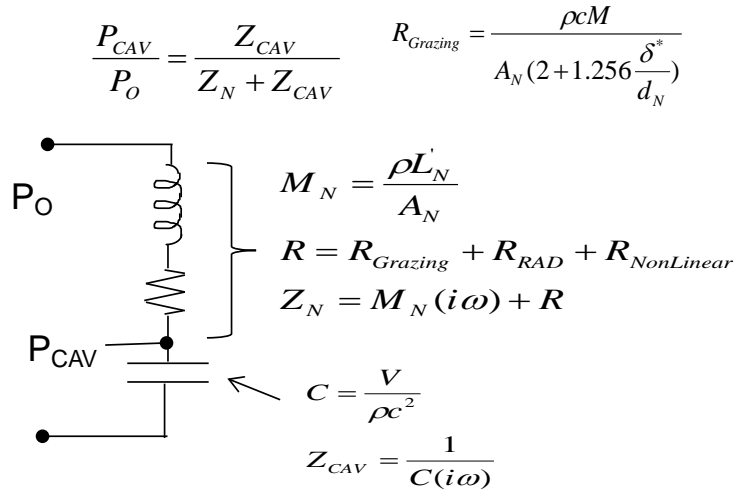 P_CAV / P_O = Z_CAV / (Z_N + Z_CAV)
R_Grazing = ρcM / (A_N(2 + 1.256 δ* / d_N))
P_O
M_N = ρL'_N / A_N
R = R_Grazing + R_RAD + R_NonLinear
Z_N = M_N(iω) + R
P_CAV
C = V / ρc²
Z_CAV = 1 / C(iω)